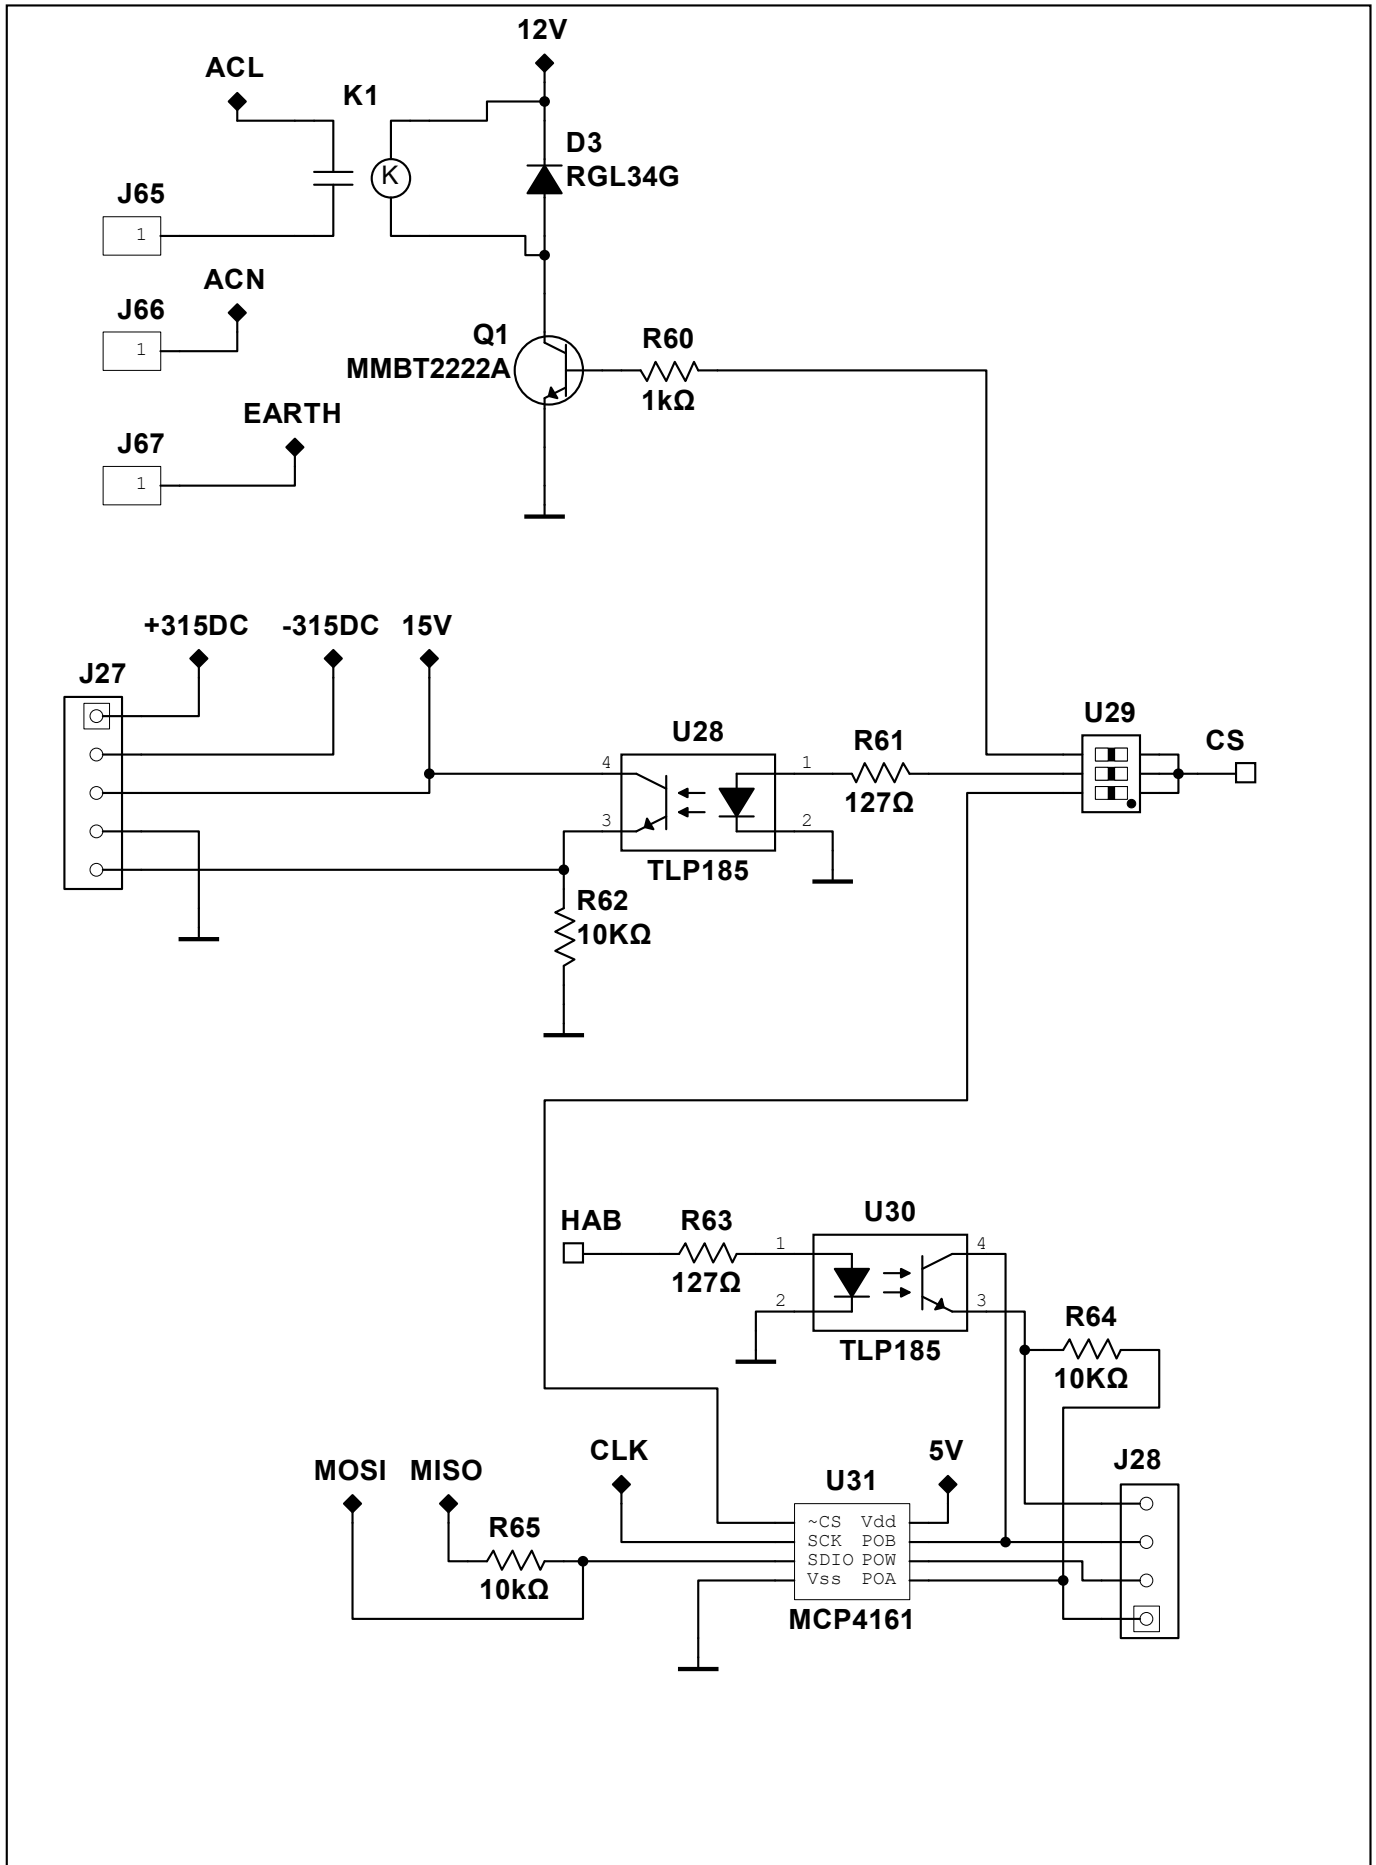 12V
ACL
K1
D3
RGL34G
K
J65
1
ACN
J66
1
Q1
MMBT2222A
R60
1kΩ
EARTH
J67
1
+315DC -315DC 15V
J27
U28
R61
U29
CS
4
1
127Ω
3
2
TLP185
R62
10KΩ
HAB
R63
U30
1
4
127Ω
2
3
TLP185
R64
10KΩ
MOSI MISO
CLK
5V
U31
J28
R65
10kΩ
~CS Vdd
SCK POB
SDIO POW
Vss POA
MCP4161